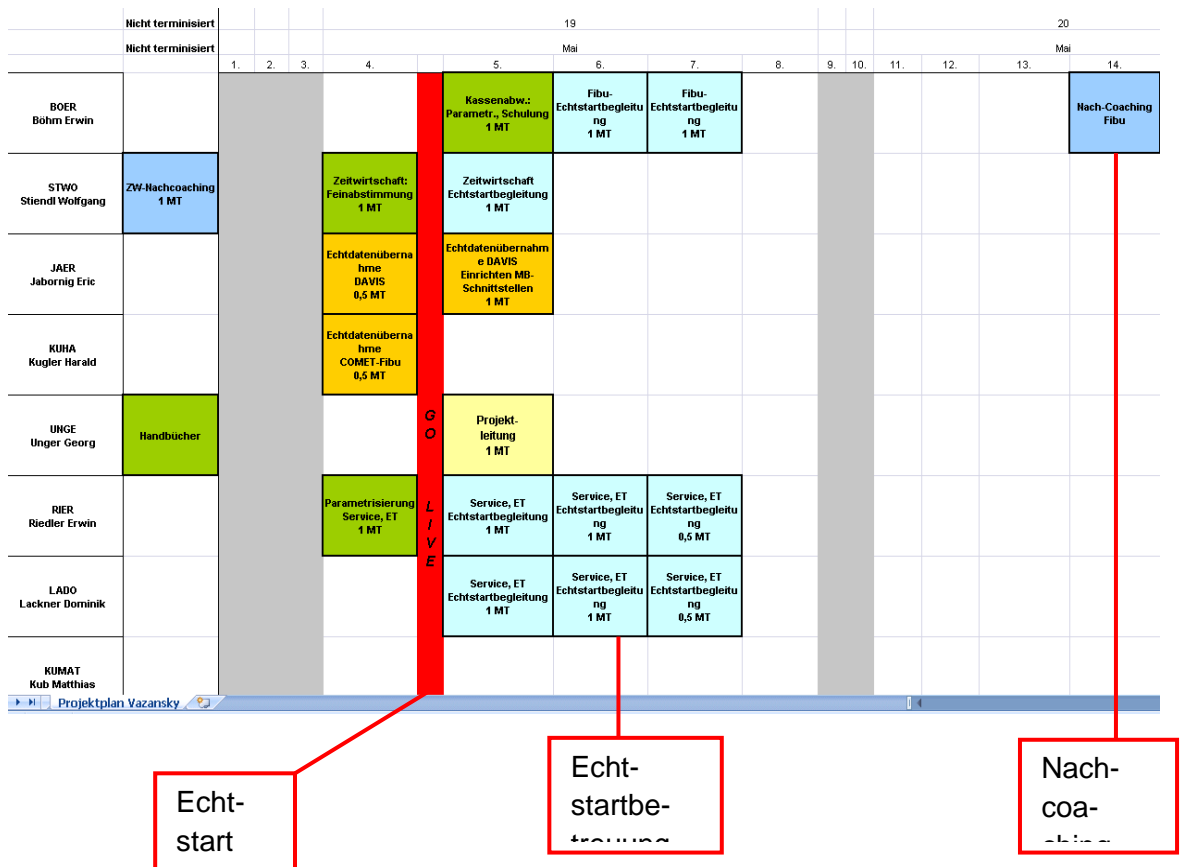 Nicht terminisiert 19 20
Nicht terminisiert Mai Mai
1. 2. 3. 4. 5. 6. 7. 8. 9. 10. 11. 12. 13. 14.
BOER
Böhm Erwin
Kassenabw.:
Parametr., Schulung
1 MT
Fibu-
Echtstartbegleitu
ng
1 MT
Fibu-
Echtstartbegleitu
ng
1 MT
Nach-Coaching
Fibu
STWO
Stiendl Wolfgang
ZW-Nachcoaching
1 MT
Zeitwirtschaft:
Feinabstimmung
1 MT
Zeitwirtschaft
Echtstartbegleitung
1 MT
JAER
Jabornig Eric
Echtdatenüberna
hme
DAVIS
0,5 MT
Echtdatenübernahm
e DAVIS
Einrichten MB-
Schnittstellen
1 MT
KUHA
Kugler Harald
Echtdatenüberna
hme
COMET-Fibu
0,5 MT
UNGE
Unger Georg
Handbücher
GO LIVE
Projekt-
leitung
1 MT
RIER
Riedler Erwin
Parametrisierung
Service, ET
1 MT
Service, ET
Echtstartbegleitung
1 MT
Service, ET
Echtstartbegleitu
ng
1 MT
Service, ET
Echtstartbegleitu
ng
0,5 MT
LADO
Lackner Dominik
Service, ET
Echtstartbegleitung
1 MT
Service, ET
Echtstartbegleitu
ng
1 MT
Service, ET
Echtstartbegleitu
ng
0,5 MT
KUMAT
Kub Matthias
Projektplan Vazansky
Echt-
start
Echt-
startbe-
treuung
Nach-
coa-
ching